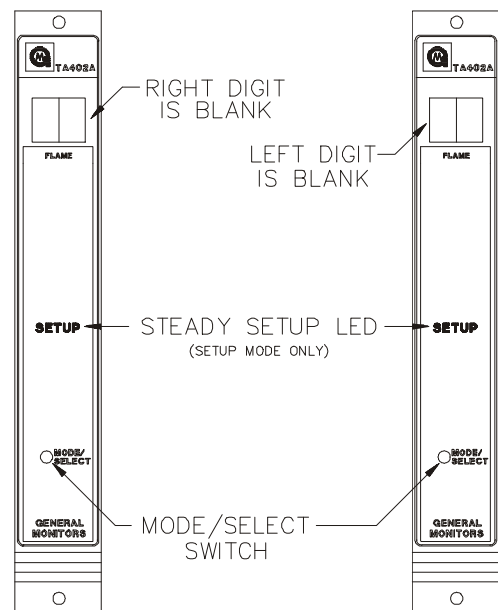 M
TA402A
RIGHT DIGIT
IS BLANK
FLAME
SETUP
MODE/
SELECT
GENERAL
MONITORS
M
TA402A
LEFT DIGIT
IS BLANK
FLAME
STEADY SETUP LED
(SETUP MODE ONLY)
SETUP
MODE/
SELECT
MODE/SELECT
SWITCH
GENERAL
MONITORS